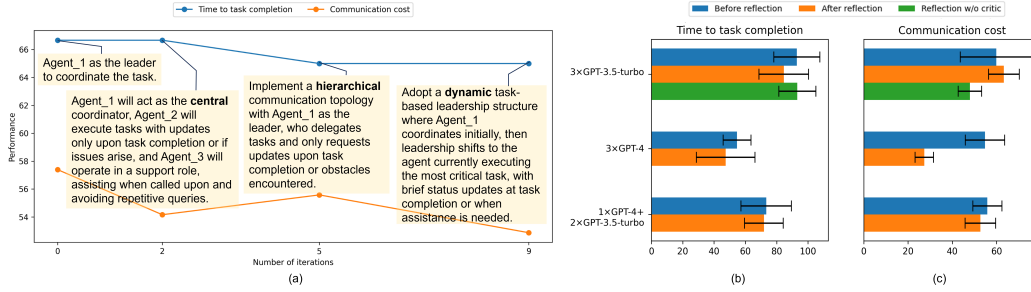 Time to task completion
Communication cost
66
64
62
60
58
56
54
Performance
Agent_1 as the leader
to coordinate the task.
Agent_1 will act as the central
coordinator, Agent_2 will
execute tasks with updates
only upon task completion or if
issues arise, and Agent_3 will
operate in a support role,
assisting when called upon and
avoiding repetitive queries.
Implement a hierarchical
communication topology
with Agent_1 as the
leader, who delegates
tasks and only requests
updates upon task
completion or obstacles
encountered.
Adopt a dynamic task-
based leadership structure
where Agent_1
coordinates initially, then
leadership shifts to the
agent currently executing
the most critical task, with
brief status updates at task
completion or when
assistance is needed.
0
2
5
9
Number of iterations
(a)
Before reflection
After reflection
Reflection w/o critic
Time to task completion
3×GPT-3.5-turbo
3×GPT-4
1×GPT-4+
2×GPT-3.5-turbo
0
20
40
60
80
100
120
(b)
Communication cost
0
20
40
60
(c)